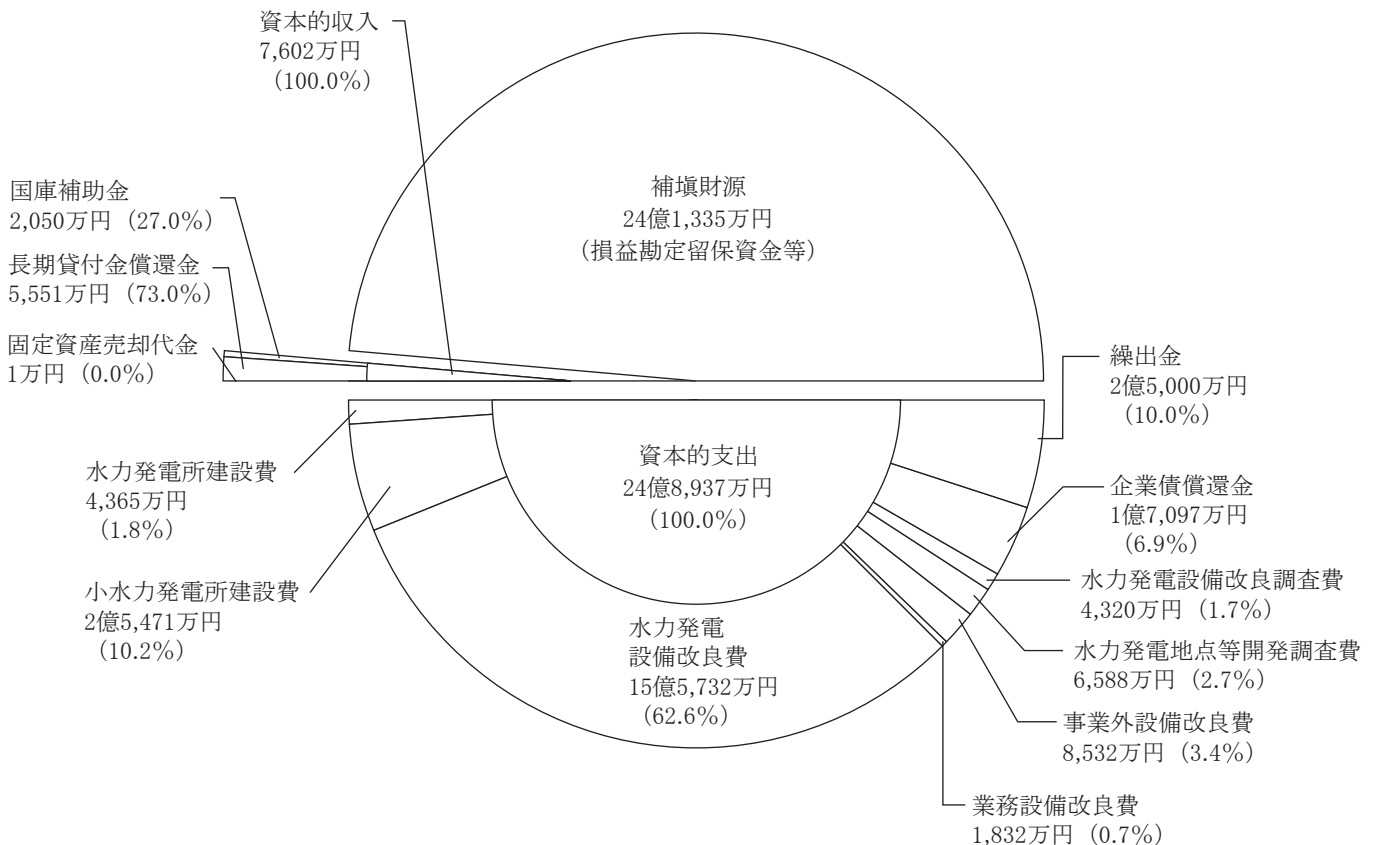 資本的収入
7,602万円
(100.0%)
国庫補助金
2,050万円（27.0%）
長期貸付金償還金
5,551万円（73.0%）
固定資産売却代金
1万円（0.0%）
補塡財源
24億1,335万円
（損益勘定留保資金等）
資本的支出
24億8,937万円
(100.0%)
水力発電所建設費
4,365万円
(1.8%)
小水力発電所建設費
2億5,471万円
(10.2%)
水力発電
設備改良費
15億5,732万円
(62.6%)
繰出金
2億5,000万円
(10.0%)
企業債償還金
1億7,097万円
(6.9%)
水力発電設備改良調査費
4,320万円（1.7%）
水力発電地点等開発調査費
6,588万円（2.7%）
事業外設備改良費
8,532万円（3.4%）
業務設備改良費
1,832万円（0.7%）